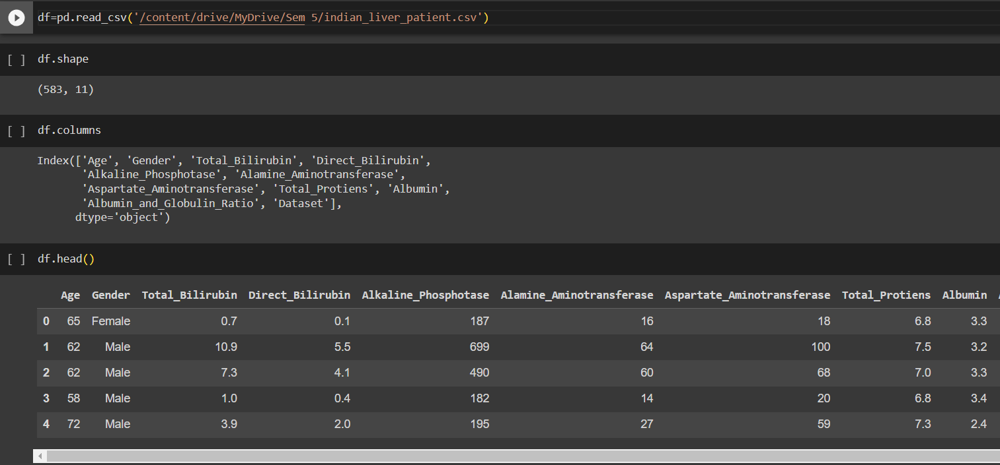 df=pd.read_csv('/content/drive/MyDrive/Sem 5/indian_liver_patient.csv')
[ ] df.shape
(583, 11)
[ ] df.columns
Index(['Age', 'Gender', 'Total_Bilirubin', 'Direct_Bilirubin',
'Alkaline_Phosphotase', 'Alamine_Aminotransferase',
'Aspartate_Aminotransferase', 'Total_Protiens', 'Albumin',
'Albumin_and_Globulin_Ratio', 'Dataset'],
dtype='object')
[ ] df.head()
Age Gender Total_Bilirubin Direct_Bilirubin Alkaline_Phosphotase Alamine_Aminotransferase Aspartate_Aminotransferase Total_Protiens Albumin
0 65 Female 0.7 0.1 187 16 18 6.8 3.3
1 62 Male 10.9 5.5 699 64 100 7.5 3.2
2 62 Male 7.3 4.1 490 60 68 7.0 3.3
3 58 Male 1.0 0.4 182 14 20 6.8 3.4
4 72 Male 3.9 2.0 195 27 59 7.3 2.4